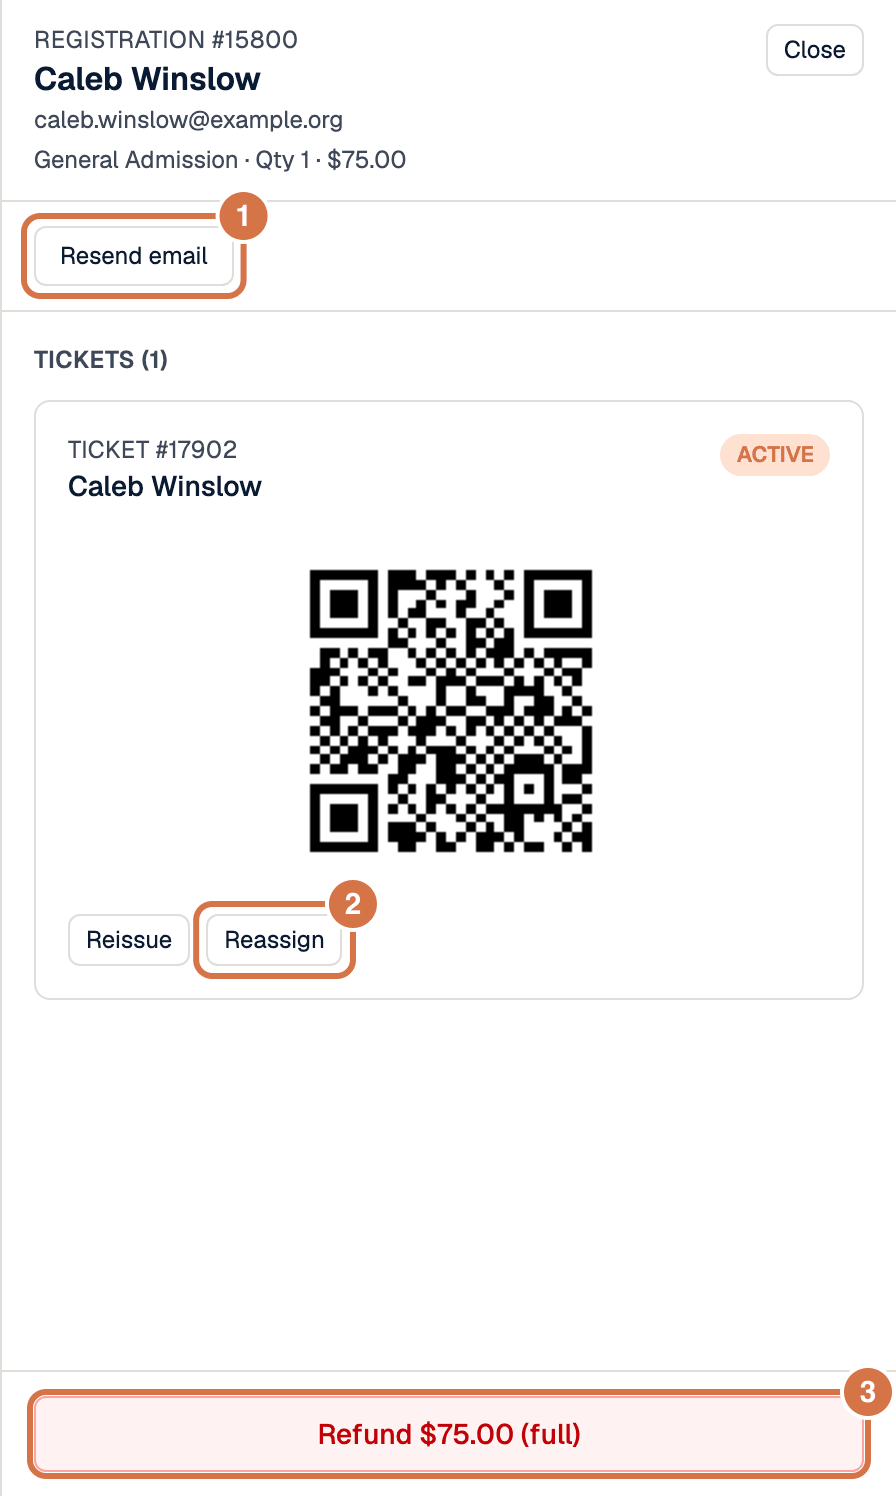 REGISTRATION #15800
Close
Caleb Winslow
caleb.winslow@example.org
General Admission · Qty 1 · $75.00
1
Resend email
TICKETS (1)
TICKET #17902
ACTIVE
Caleb Winslow
2
Reissue
Reassign
3
Refund $75.00 (full)